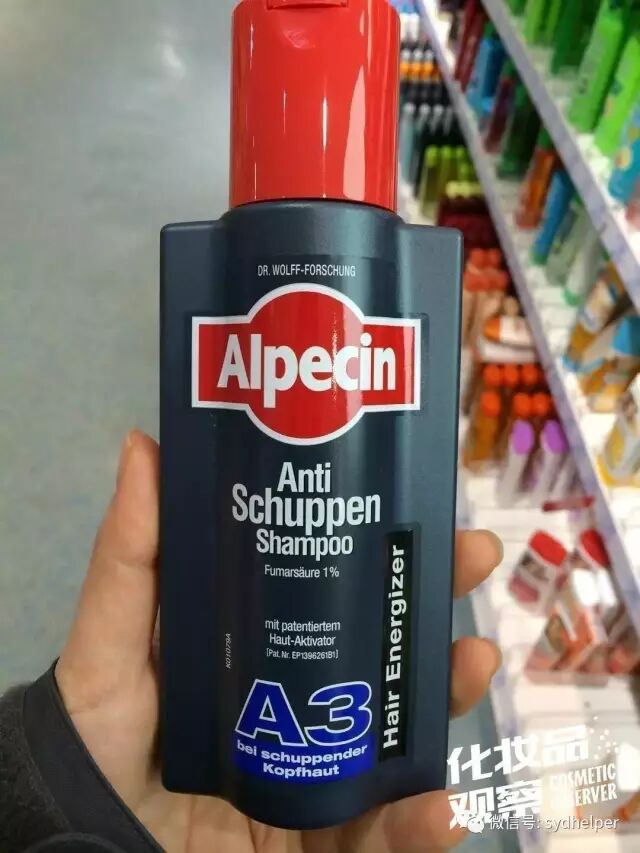 DR. WOLFF-FORSCHUNG
Alpecin
Anti
Schuppen
Shampoo
Fumarsäure 1%
mit patentiertem
Haut-Aktivator
[Pat. Nr. EP1396261B1]
K01079A
Hair Energizer
A3
bei schuppender
Kopfhaut
化妆品
观察
COSMETIC
OBSERVER
微信号: sydhelper